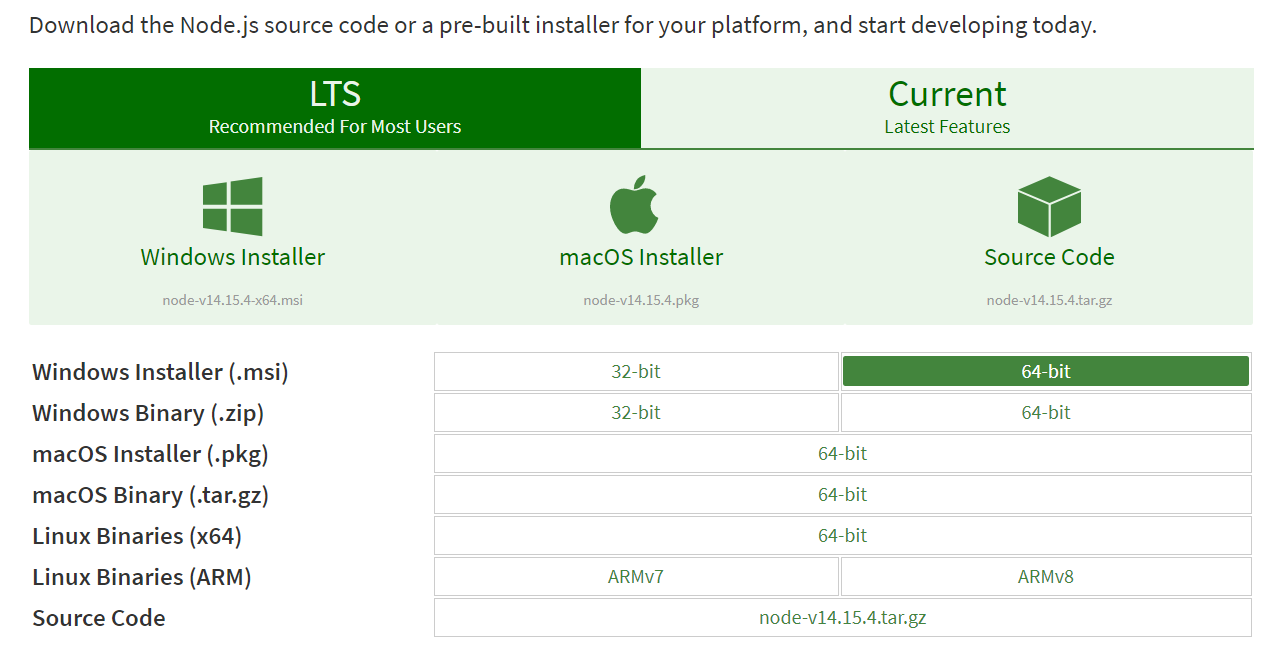 Download the Node.js source code or a pre-built installer for your platform, and start developing today.
LTS
Recommended For Most Users
Current
Latest Features
Windows Installer
node-v14.15.4-x64.msi
macOS Installer
node-v14.15.4.pkg
Source Code
node-v14.15.4.tar.gz
Windows Installer (.msi) 32-bit 64-bit
Windows Binary (.zip) 32-bit 64-bit
macOS Installer (.pkg) 64-bit
macOS Binary (.tar.gz) 64-bit
Linux Binaries (x64) 64-bit
Linux Binaries (ARM) ARMv7 ARMv8
Source Code node-v14.15.4.tar.gz